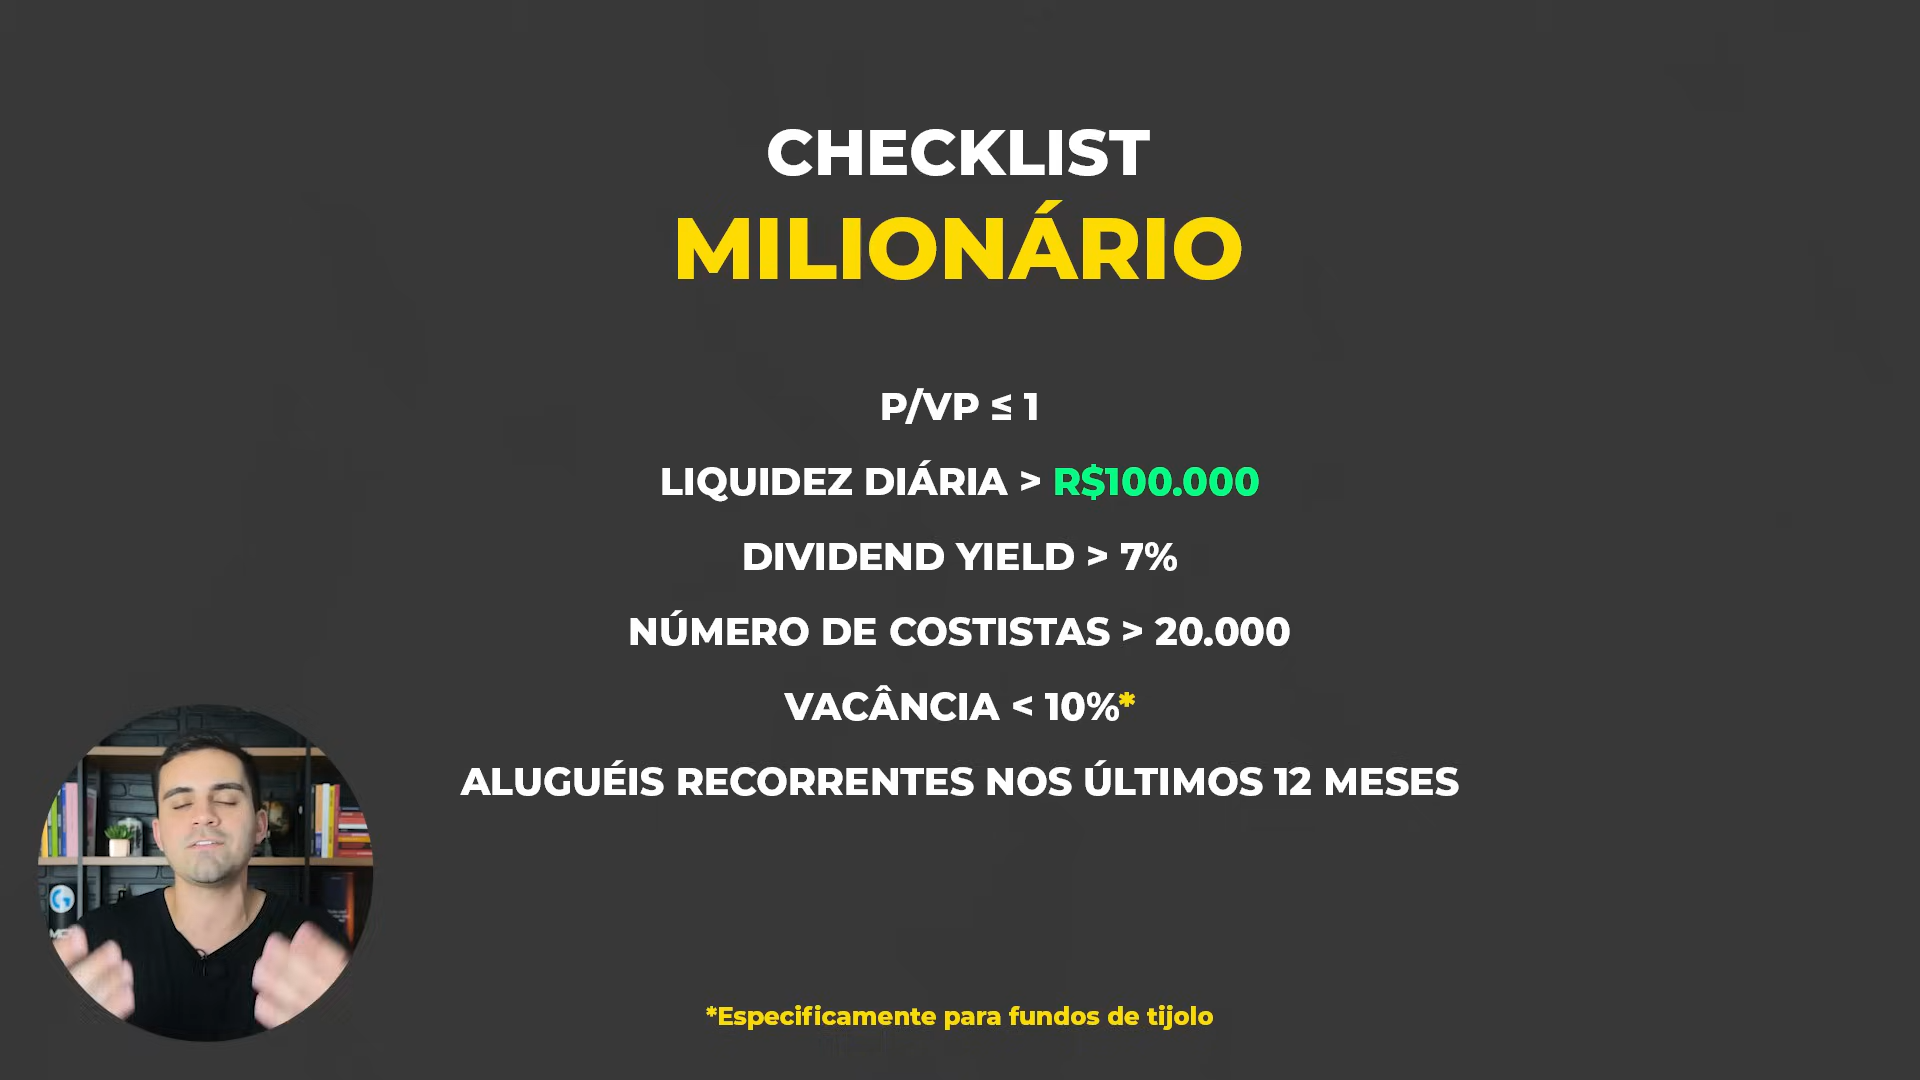 CHECKLIST
MILIONÁRIO
P/VP ≤ 1
LIQUIDEZ DIÁRIA > R$100.000
DIVIDEND YIELD > 7%
NÚMERO DE COSTISTAS > 20.000
VACÂNCIA < 10%*
ALUGUÉIS RECORRENTES NOS ÚLTIMOS 12 MESES
*Especificamente para fundos de tijolo